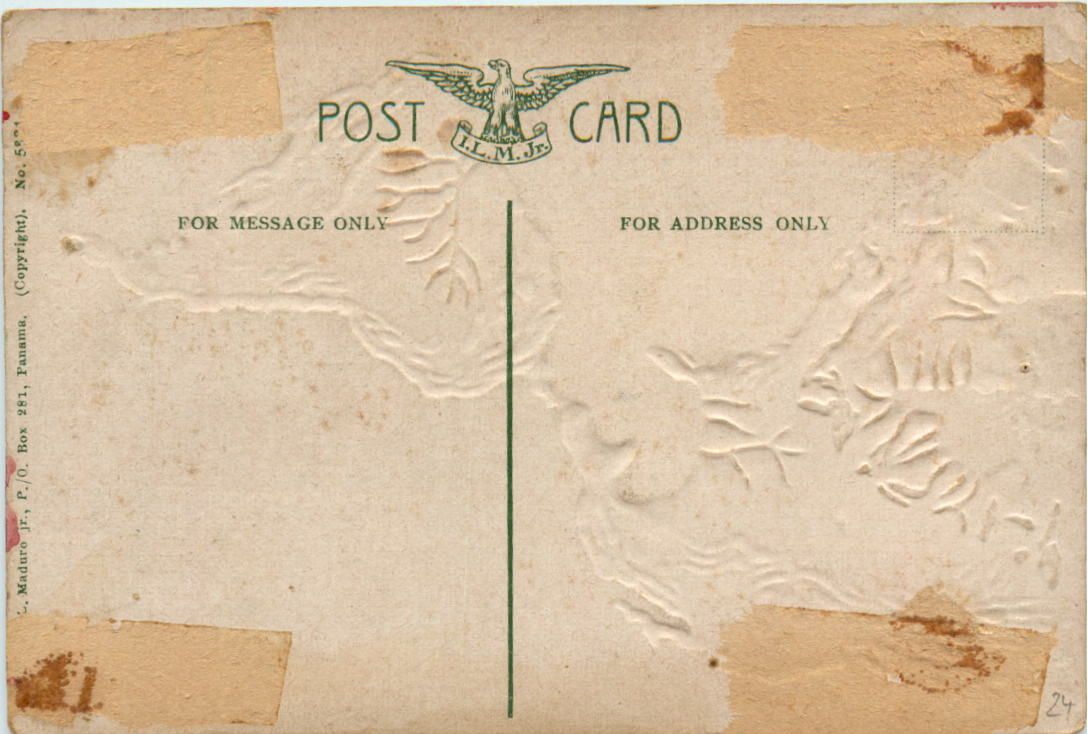 POST CARD
I.L.M. Jr.
FOR MESSAGE ONLY
FOR ADDRESS ONLY
Maduro jr., P./O. Box 281, Panama. (Copyright). No.
24